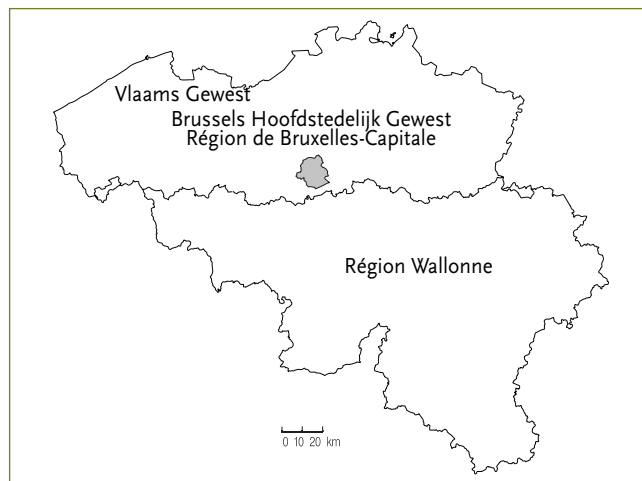 Vlaams Gewest
Brussels Hoofdstedelijk Gewest
Région de Bruxelles-Capitale
Région Wallonne
0 10 20 km